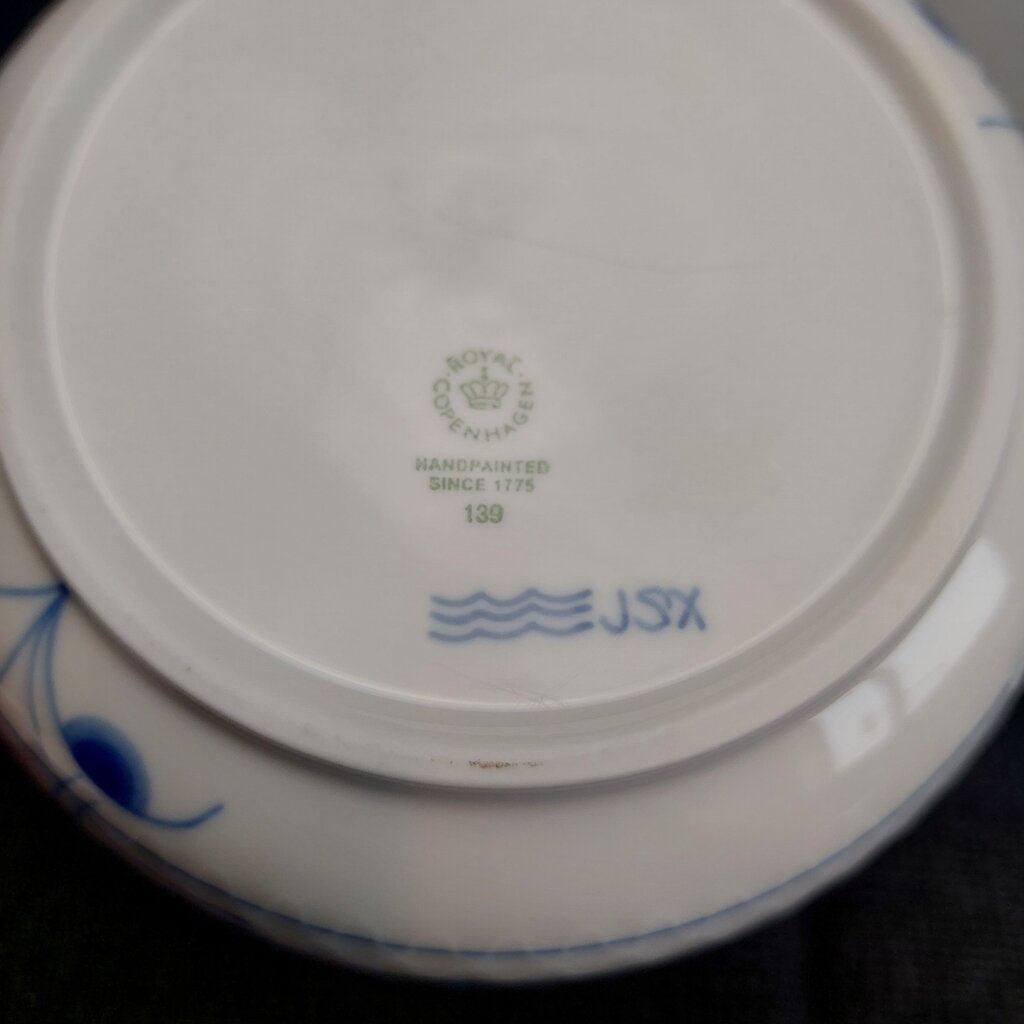 ROYAL
COPENHAGEN
HANDPAINTED
SINCE 1775
139
JSX